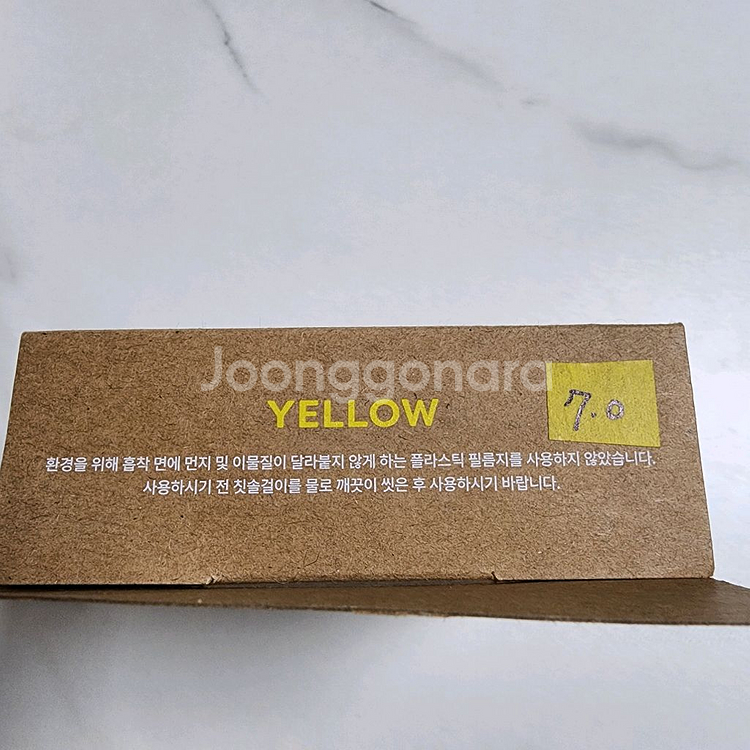 Joonggonara
YELLOW
7.0
환경을 위해 흡착 면에 먼지 및 이물질이 달라붙지 않게 하는 플라스틱 필름지를 사용하지 않았습니다.
사용하시기 전 칫솔걸이를 물로 깨끗이 씻은 후 사용하시기 바랍니다.